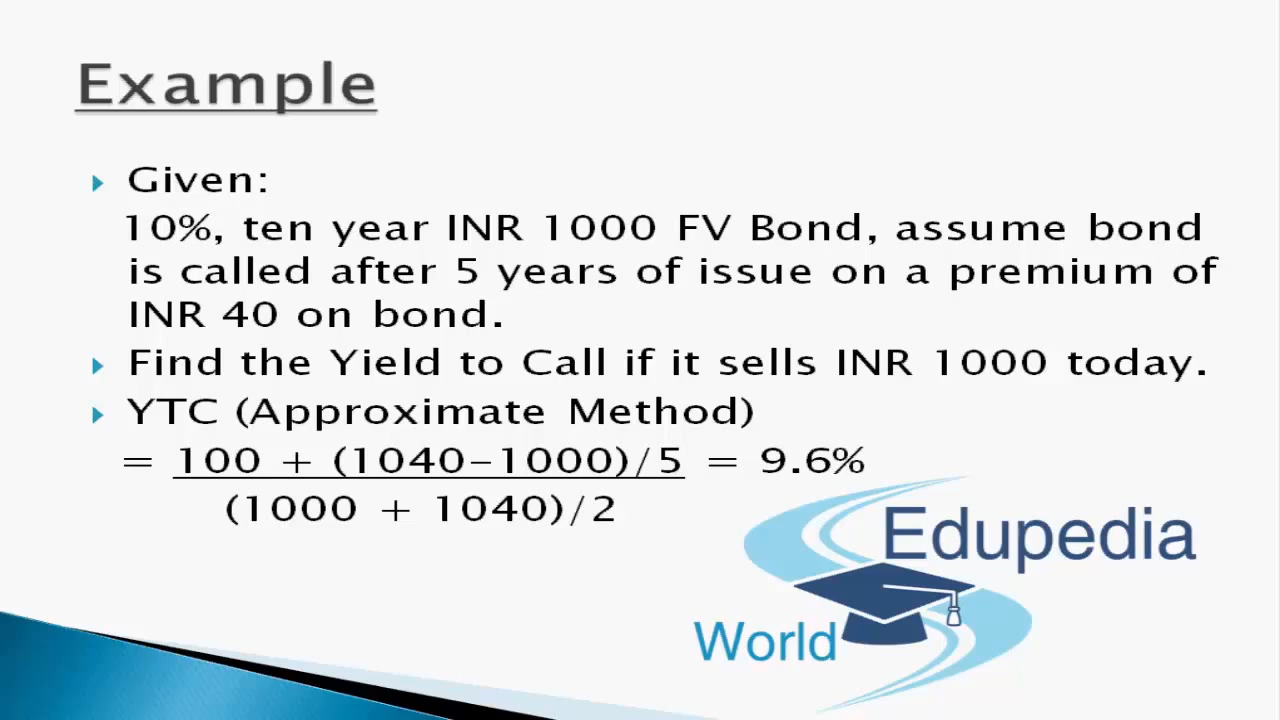 Example
Given:
10%, ten year INR 1000 FV Bond, assume bond
is called after 5 years of issue on a premium of
INR 40 on bond.
Find the Yield to Call if it sells INR 1000 today.
YTC (Approximate Method)
= 100 + (1040-1000)/5 = 9.6%
(1000 + 1040)/2
Edupedia
World